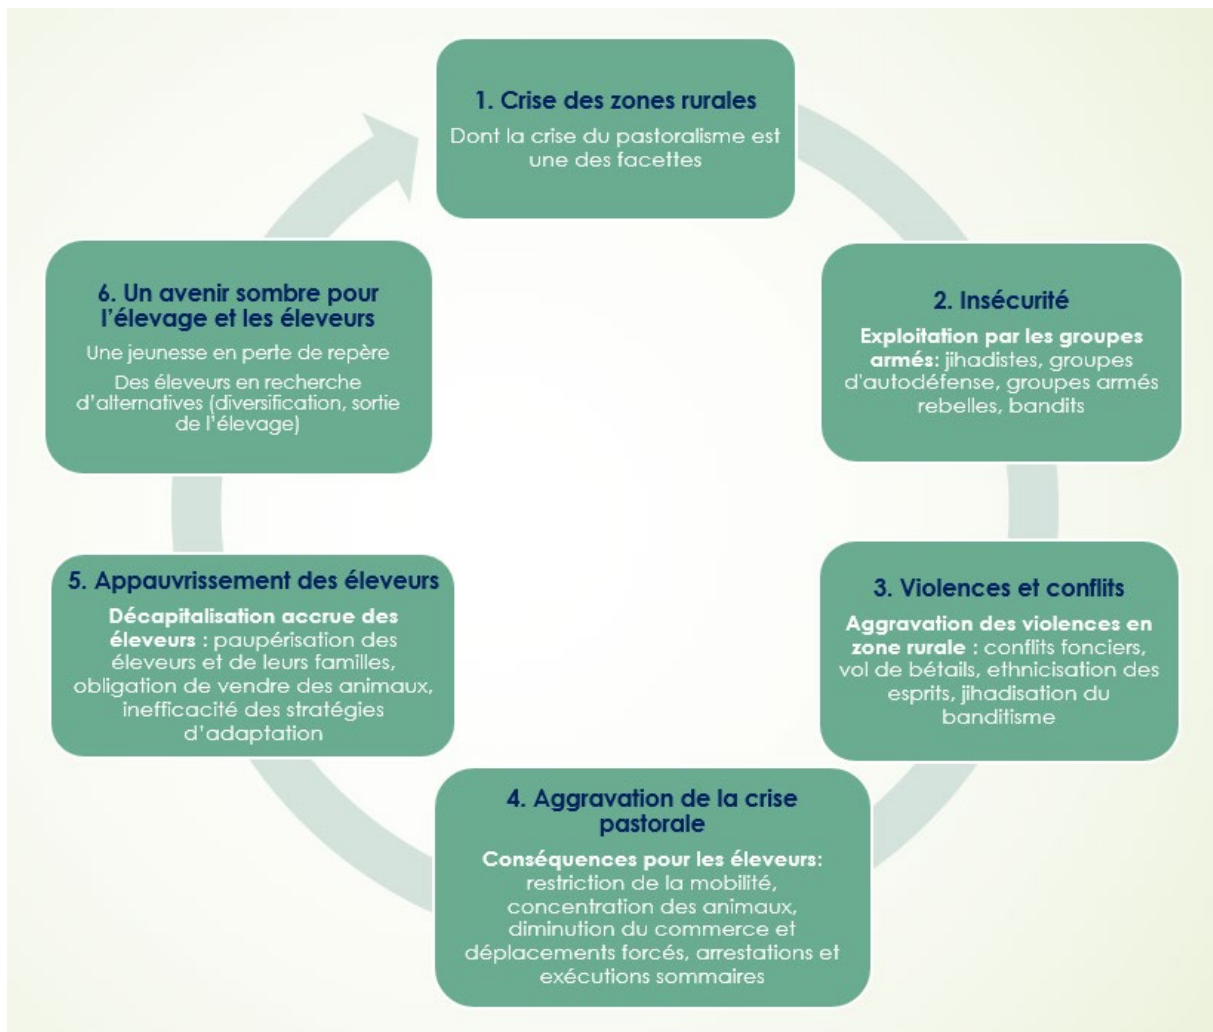 1. Crise des zones rurales
Dont la crise du pastoralisme est
une des facettes
2. Insécurité
Exploitation par les groupes
armés: jihadistes, groupes
d'autodéfense, groupes armés
rebelles, bandits
3. Violences et conflits
Aggravation des violences en
zone rurale : conflits fonciers,
vol de bétails, ethnicisation des
esprits, jihadisation du
banditisme
4. Aggravation de la crise
pastorale
Conséquences pour les éleveurs:
restriction de la mobilité,
concentration des animaux,
diminution du commerce et
déplacements forcés, arrestations et
exécutions sommaires
5. Appauvrissement des éleveurs
Décapitalisation accrue des
éleveurs : paupérisation des
éleveurs et de leurs familles,
obligation de vendre des animaux,
inefficacité des stratégies
d'adaptation
6. Un avenir sombre pour
l'élevage et les éleveurs
Une jeunesse en perte de repère
Des éleveurs en recherche
d'alternatives (diversification, sortie
de l'élevage)